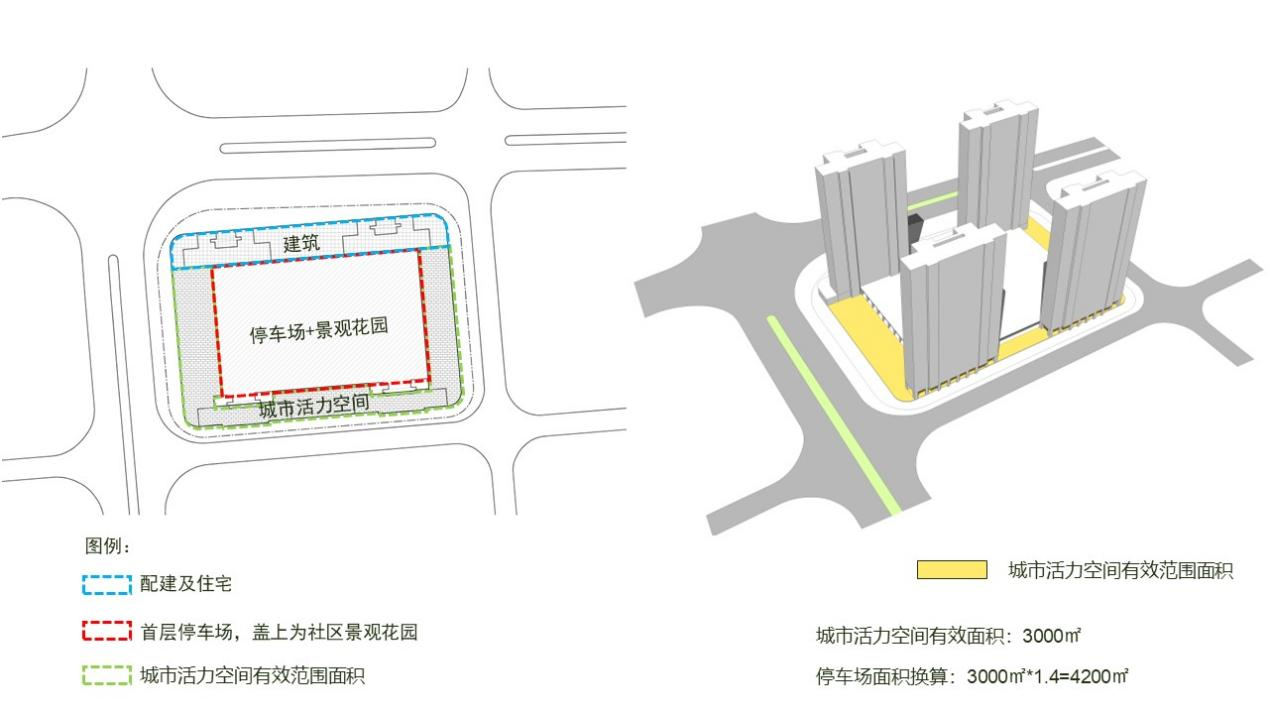 建筑
停车场+景观花园
城市活力空间
图例：
配建及住宅
首层停车场，盖上为社区景观花园
城市活力空间有效范围面积
城市活力空间有效范围面积
城市活力空间有效面积：3000㎡
停车场面积换算：3000㎡*1.4=4200㎡